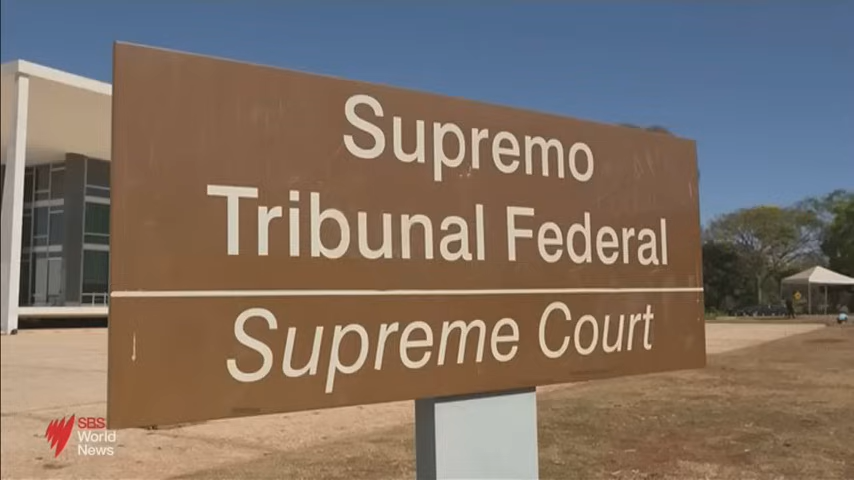 Supremo
Tribunal Federal
Supreme Court
SBS
World
News